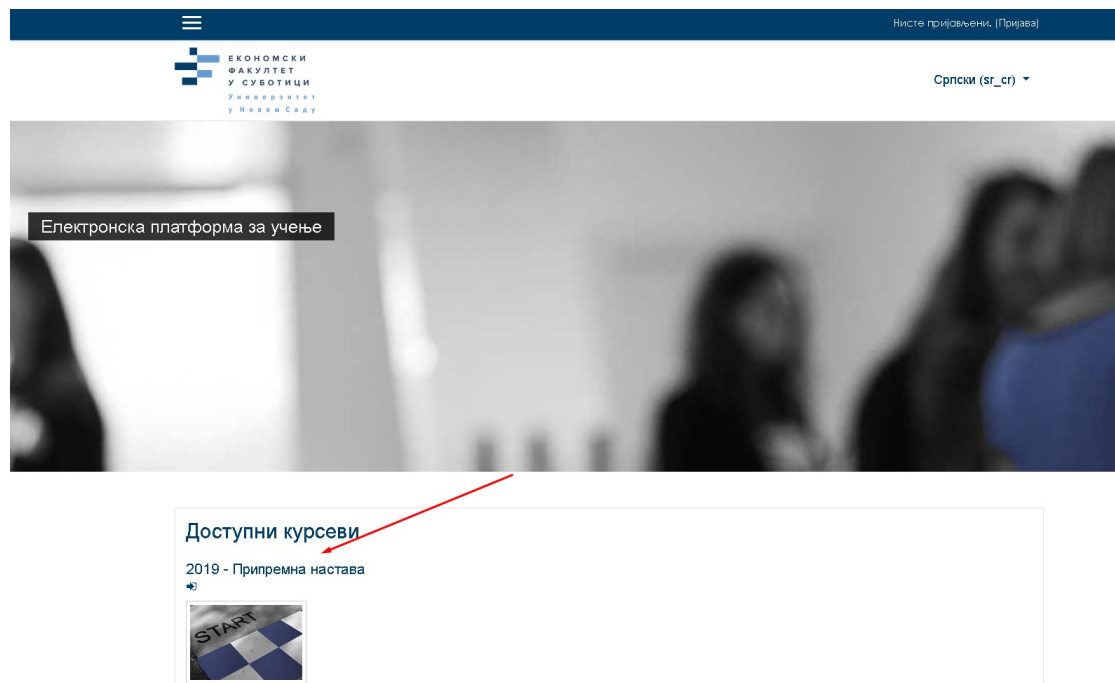 Нисте пријављени. (Пријава)
ЕКОНОМСКИ
ФАКУЛТЕТ
У СУБОТИЦИ
Универзитет
у Новом Саду
Српски (sr_cr)
Електронска платформа за учење
Доступни курсеви
2019 - Припремна настава
START